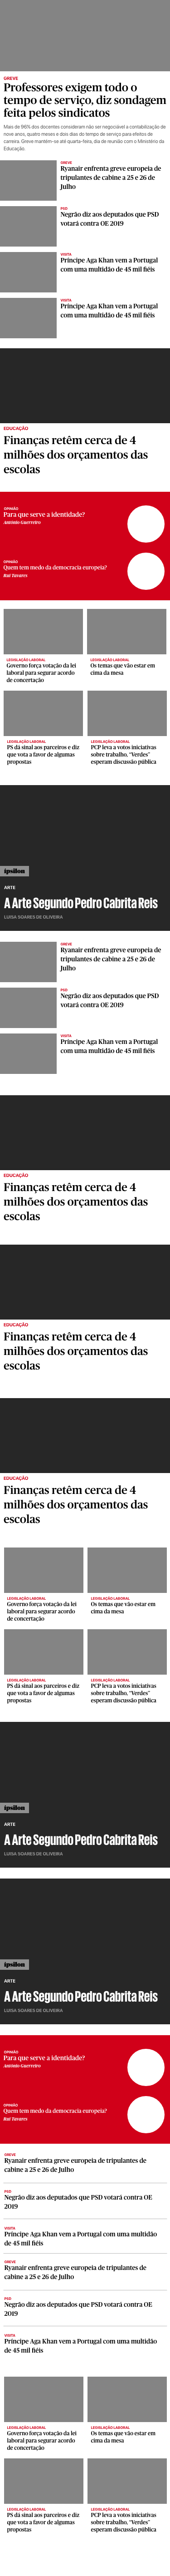 GREVE
Professores exigem todo o
tempo de serviço, diz sondagem
feita pelos sindicatos
Mais de 96% dos docentes consideram não ser negociável a contabilização de
nove anos, quatro meses e dois dias do tempo de serviço para efeitos de
carreira. Greve mantém-se até quarta-feira, dia de reunião com o Ministério da
Educação.
GREVE
Ryanair enfrenta greve europeia de
tripulantes de cabine a 25 e 26 de
Julho
PSD
Negrão diz aos deputados que PSD
votará contra OE 2019
VISITA
Príncipe Aga Khan vem a Portugal
com uma multidão de 45 mil fiéis
VISITA
Príncipe Aga Khan vem a Portugal
com uma multidão de 45 mil fiéis
EDUCAÇÃO
Finanças retêm cerca de 4
milhões dos orçamentos das
escolas
OPINIÃO
Para que serve a identidade?
António Guerreiro
OPINIÃO
Quem tem medo da democracia europeia?
Rui Tavares
LEGISLAÇÃO LABORAL
Governo força votação da lei
laboral para segurar acordo
de concertação
LEGISLAÇÃO LABORAL
Os temas que vão estar em
cima da mesa
LEGISLAÇÃO LABORAL
PS dá sinal aos parceiros e diz
que vota a favor de algumas
propostas
LEGISLAÇÃO LABORAL
PCP leva a votos iniciativas
sobre trabalho, “Verdes”
esperam discussão pública
ípsilon
ARTE
A Arte Segundo Pedro Cabrita Reis
LUISA SOARES DE OLIVEIRA
GREVE
Ryanair enfrenta greve europeia de
tripulantes de cabine a 25 e 26 de
Julho
PSD
Negrão diz aos deputados que PSD
votará contra OE 2019
VISITA
Príncipe Aga Khan vem a Portugal
com uma multidão de 45 mil fiéis
EDUCAÇÃO
Finanças retêm cerca de 4
milhões dos orçamentos das
escolas
EDUCAÇÃO
Finanças retêm cerca de 4
milhões dos orçamentos das
escolas
EDUCAÇÃO
Finanças retêm cerca de 4
milhões dos orçamentos das
escolas
LEGISLAÇÃO LABORAL
Governo força votação da lei
laboral para segurar acordo
de concertação
LEGISLAÇÃO LABORAL
Os temas que vão estar em
cima da mesa
LEGISLAÇÃO LABORAL
PS dá sinal aos parceiros e diz
que vota a favor de algumas
propostas
LEGISLAÇÃO LABORAL
PCP leva a votos iniciativas
sobre trabalho, “Verdes”
esperam discussão pública
ípsilon
ARTE
A Arte Segundo Pedro Cabrita Reis
LUISA SOARES DE OLIVEIRA
ípsilon
ARTE
A Arte Segundo Pedro Cabrita Reis
LUISA SOARES DE OLIVEIRA
OPINIÃO
Para que serve a identidade?
António Guerreiro
OPINIÃO
Quem tem medo da democracia europeia?
Rui Tavares
GREVE
Ryanair enfrenta greve europeia de tripulantes de
cabine a 25 e 26 de Julho
PSD
Negrão diz aos deputados que PSD votará contra OE
2019
VISITA
Príncipe Aga Khan vem a Portugal com uma multidão
de 45 mil fiéis
GREVE
Ryanair enfrenta greve europeia de tripulantes de
cabine a 25 e 26 de Julho
PSD
Negrão diz aos deputados que PSD votará contra OE
2019
VISITA
Príncipe Aga Khan vem a Portugal com uma multidão
de 45 mil fiéis
LEGISLAÇÃO LABORAL
Governo força votação da lei
laboral para segurar acordo
de concertação
LEGISLAÇÃO LABORAL
Os temas que vão estar em
cima da mesa
LEGISLAÇÃO LABORAL
PS dá sinal aos parceiros e diz
que vota a favor de algumas
propostas
LEGISLAÇÃO LABORAL
PCP leva a votos iniciativas
sobre trabalho, “Verdes”
esperam discussão pública